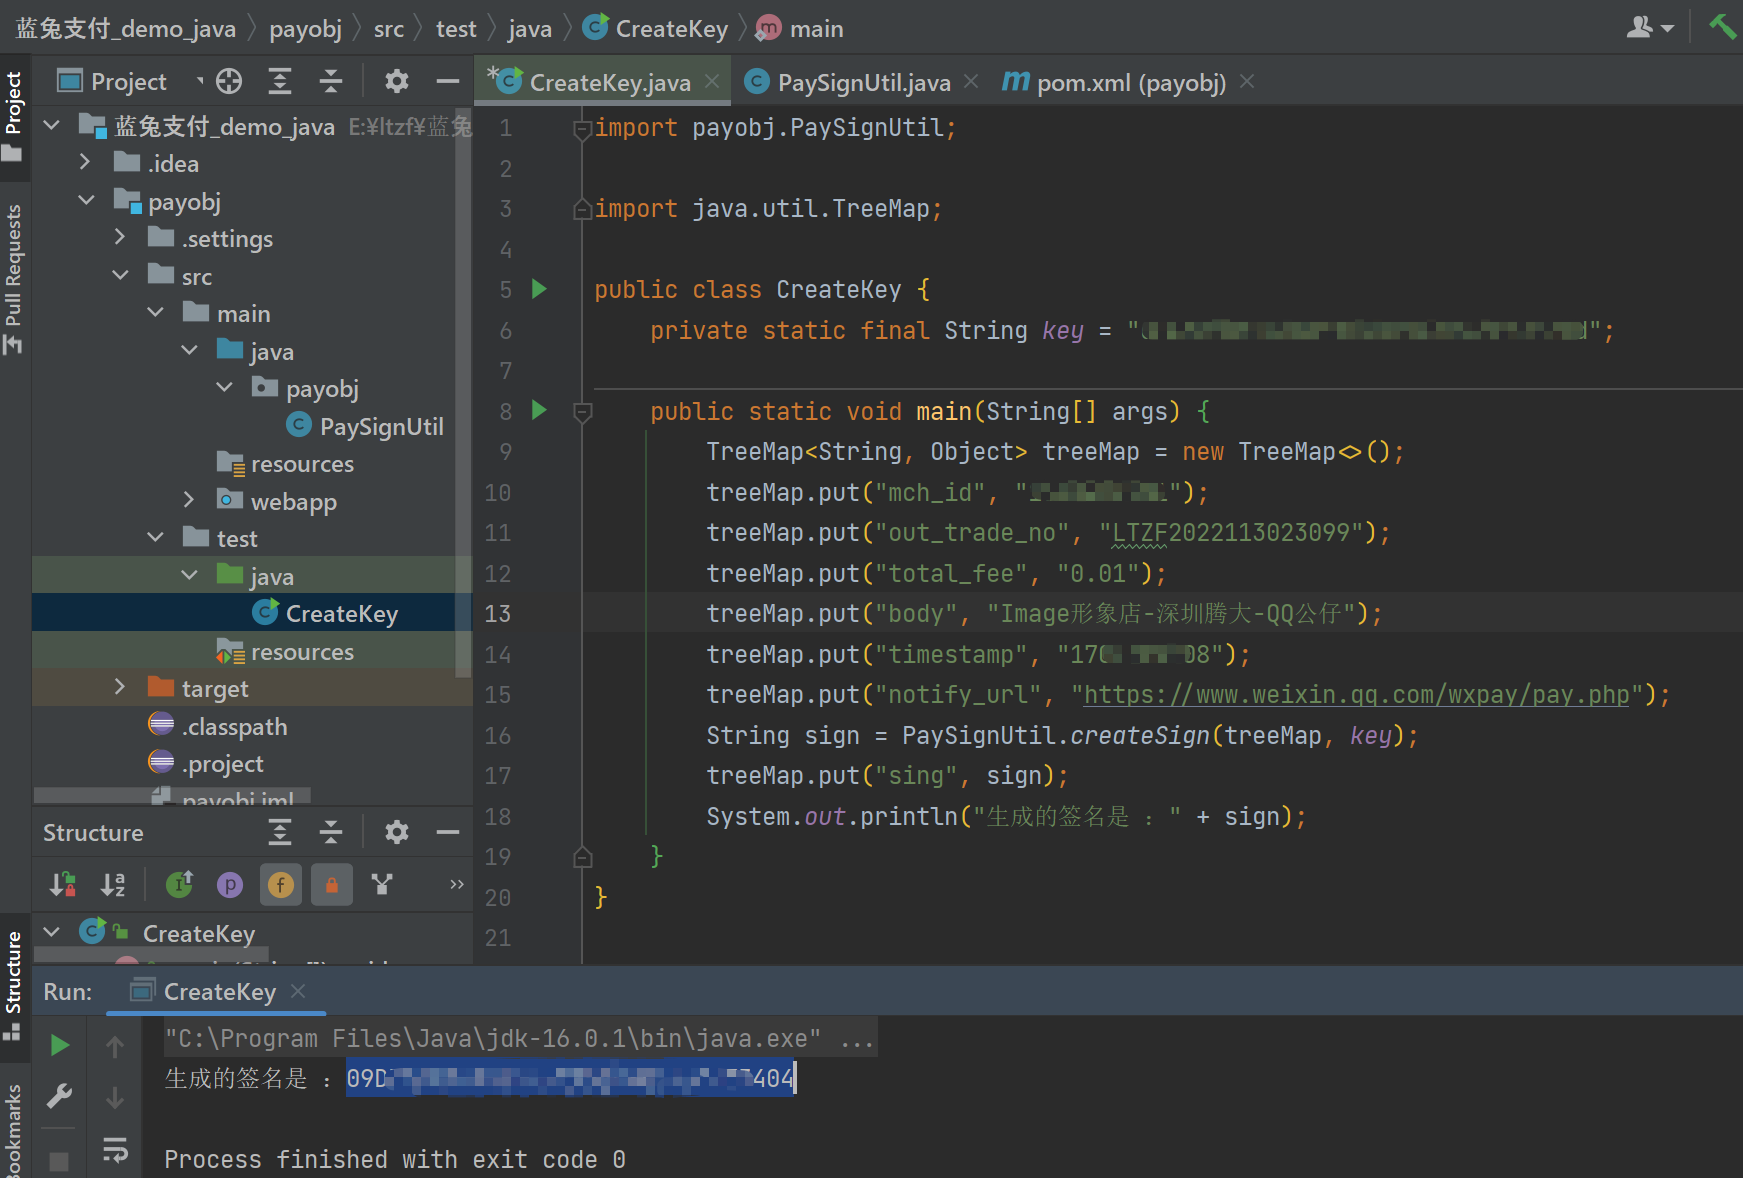 蓝兔支付_demo_java payobj src test java CreateKey main
Project
CreateKey.java PaySignUtil.java pom.xml (payobj)
Project
Pull Requests
Structure
Bookmarks
蓝兔支付_demo_java E:¥ltzf¥蓝兔
.idea
payobj
.settings
src
main
java
payobj
PaySignUtil
resources
webapp
test
java
CreateKey
resources
target
.classpath
.project
payobj.iml
Structure
CreateKey
1 import payobj.PaySignUtil;
2
3 import java.util.TreeMap;
4
5 public class CreateKey {
6 private static final String key = "d";
7
8 public static void main(String[] args) {
9 TreeMap<String, Object> treeMap = new TreeMap<>();
10 treeMap.put("mch_id", "");
11 treeMap.put("out_trade_no", "LTZF2022113023099");
12 treeMap.put("total_fee", "0.01");
13 treeMap.put("body", "Image形象店-深圳腾大-QQ公仔");
14 treeMap.put("timestamp", "170 08");
15 treeMap.put("notify_url", "https://www.weixin.qq.com/wxpay/pay.php");
16 String sign = PaySignUtil.createSign(treeMap, key);
17 treeMap.put("sing", sign);
18 System.out.println("生成的签名是 : " + sign);
19 }
20 }
21
Run: CreateKey
"C:\Program Files\Java\jdk-16.0.1\bin\java.exe" ...
生成的签名是 : 09D 404
Process finished with exit code 0